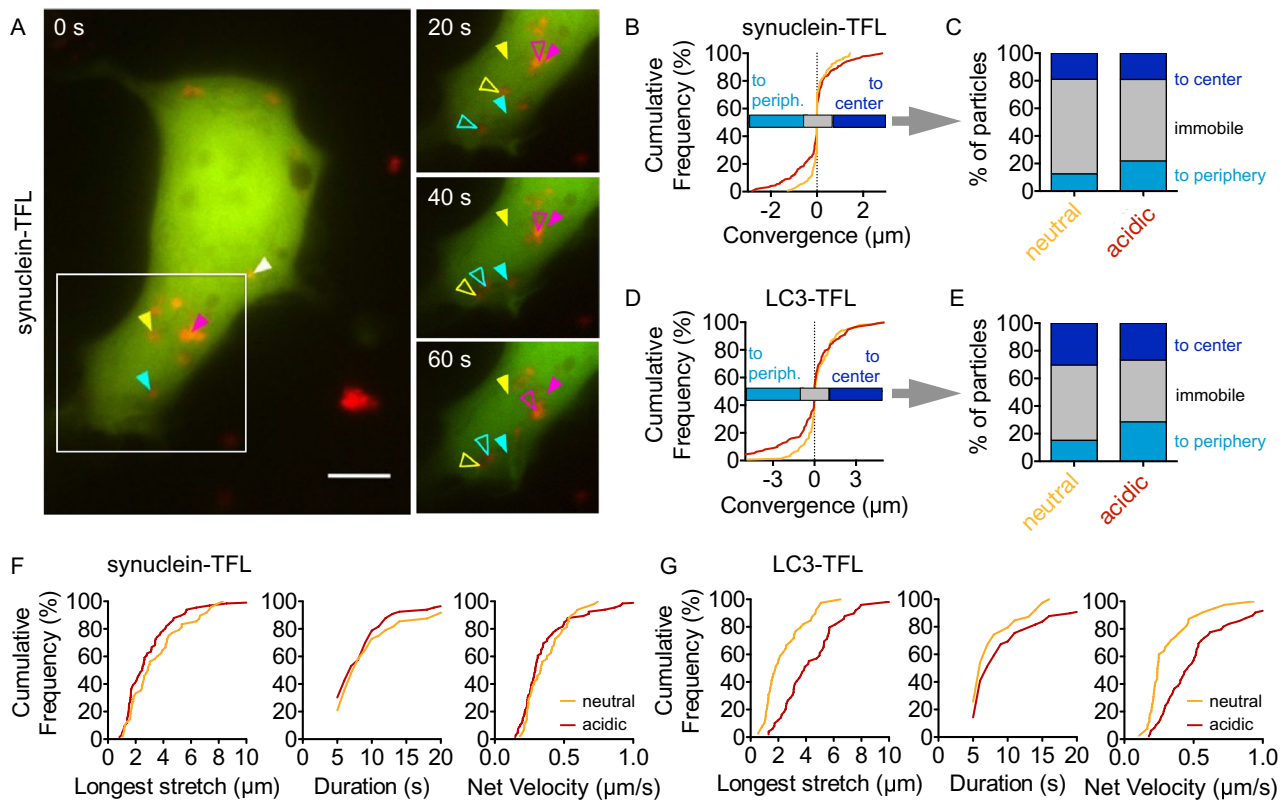 A
0 s
synuclein-TFL
20 s
40 s
60 s
B
synuclein-TFL
Cumulative
Frequency (%)
100
80
60
40
20
0
to
periph.
to
center
-2
0
2
Convergence (µm)
C
% of particles
100
80
60
40
20
0
to center
immobile
to periphery
neutral
acidic
D
LC3-TFL
Cumulative
Frequency (%)
100
80
60
40
20
0
to
periph.
to
center
-3
0
3
Convergence (µm)
E
% of particles
100
80
60
40
20
0
to center
immobile
to periphery
neutral
acidic
F
synuclein-TFL
Cumulative
Frequency (%)
100
80
60
40
20
0
0 2 4 6 8 10
Longest stretch (µm)
100
80
60
40
20
0
0 5 10 15 20
Duration (s)
100
80
60
40
20
0
neutral
acidic
0.0 0.5 1.0
Net Velocity (µm/s)
G
LC3-TFL
Cumulative
Frequency (%)
100
80
60
40
20
0
0 2 4 6 8 10
Longest stretch (µm)
100
80
60
40
20
0
0 5 10 15 20
Duration (s)
100
80
60
40
20
0
neutral
acidic
0.0 0.5 1.0
Net Velocity (µm/s)